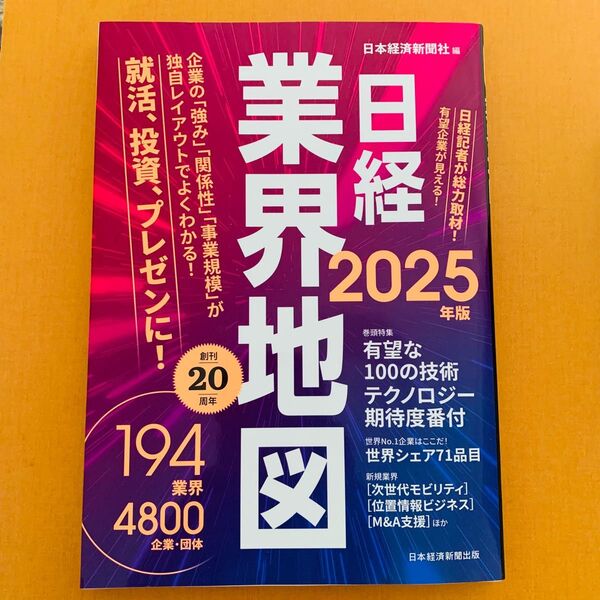 日本経済新聞社 編
日経
業界地図
2025
年版
日経記者が総力取材！
有望企業が見える！
企業の「強み」「関係性」「事業規模」が
独自レイアウトでよくわかる！
就活、投資、プレゼンに！
創刊
20
周年
194
業界
4800
企業・団体
巻頭特集
有望な
100の技術
テクノロジー
期待度番付
世界No.1企業はここだ！
世界シェア71品目
新規業界
［次世代モビリティ］
［位置情報ビジネス］
［M&A支援］ほか
日本経済新聞出版